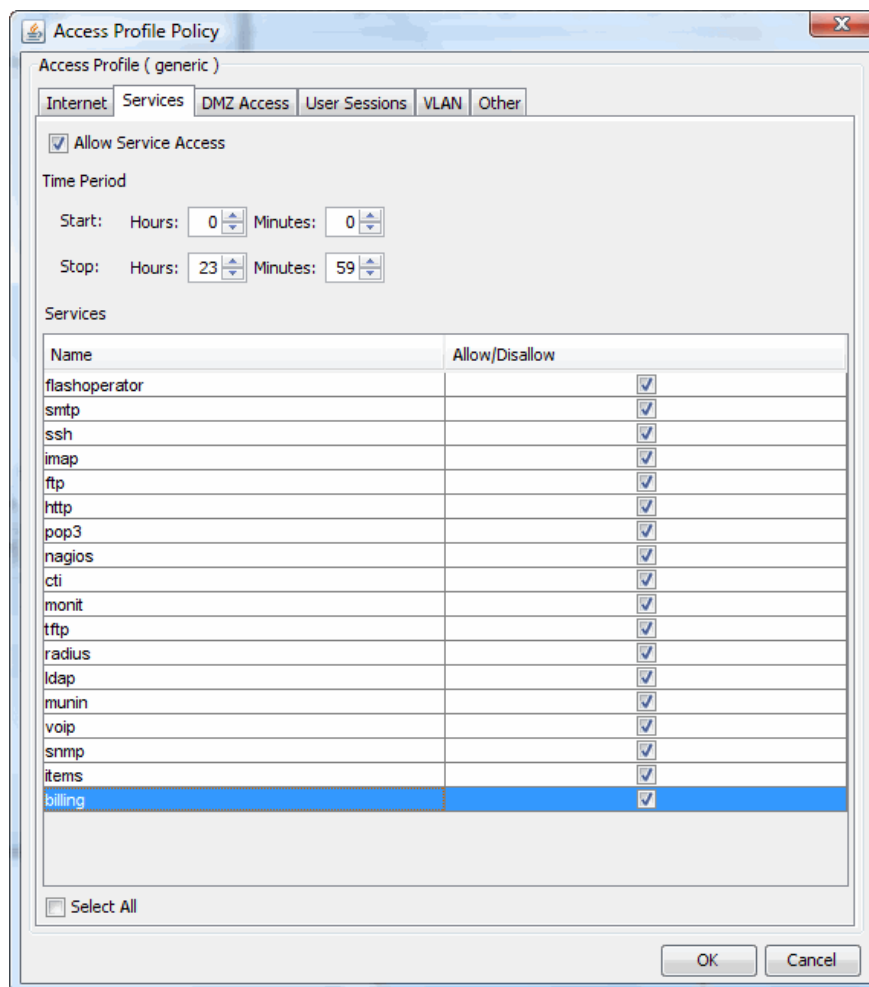 Access Profile Policy
Access Profile ( generic )
Internet Services DMZ Access User Sessions VLAN Other
Allow Service Access
Time Period
Start: Hours: 0 Minutes: 0
Stop: Hours: 23 Minutes: 59
Services
Name Allow/Disallow
flashoperator
smtp
ssh
imap
ftp
http
pop3
nagios
cti
monit
tftp
radius
ldap
munin
voip
snmp
items
billing
Select All
OK Cancel